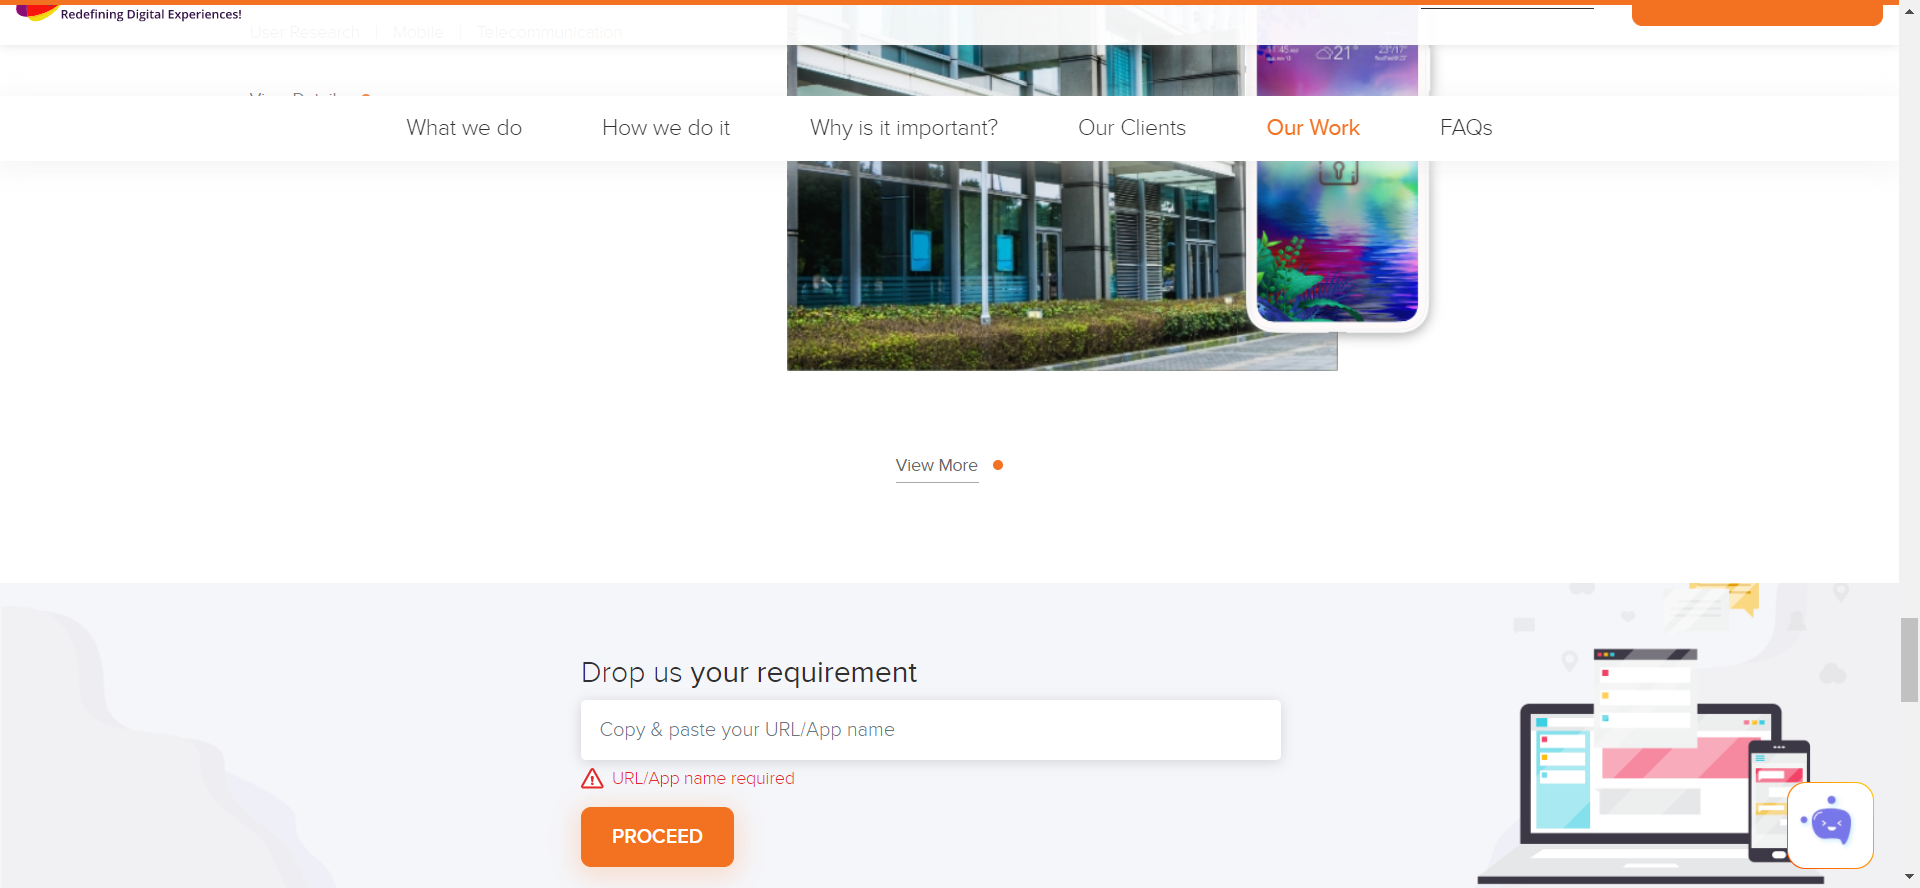 Redefining Digital Experiences!
User Research | Mobile | Telecommunication
What we do
How we do it
Why is it important?
Our Clients
Our Work
FAQs
21°
View More
Drop us your requirement
Copy & paste your URL/App name
URL/App name required
PROCEED